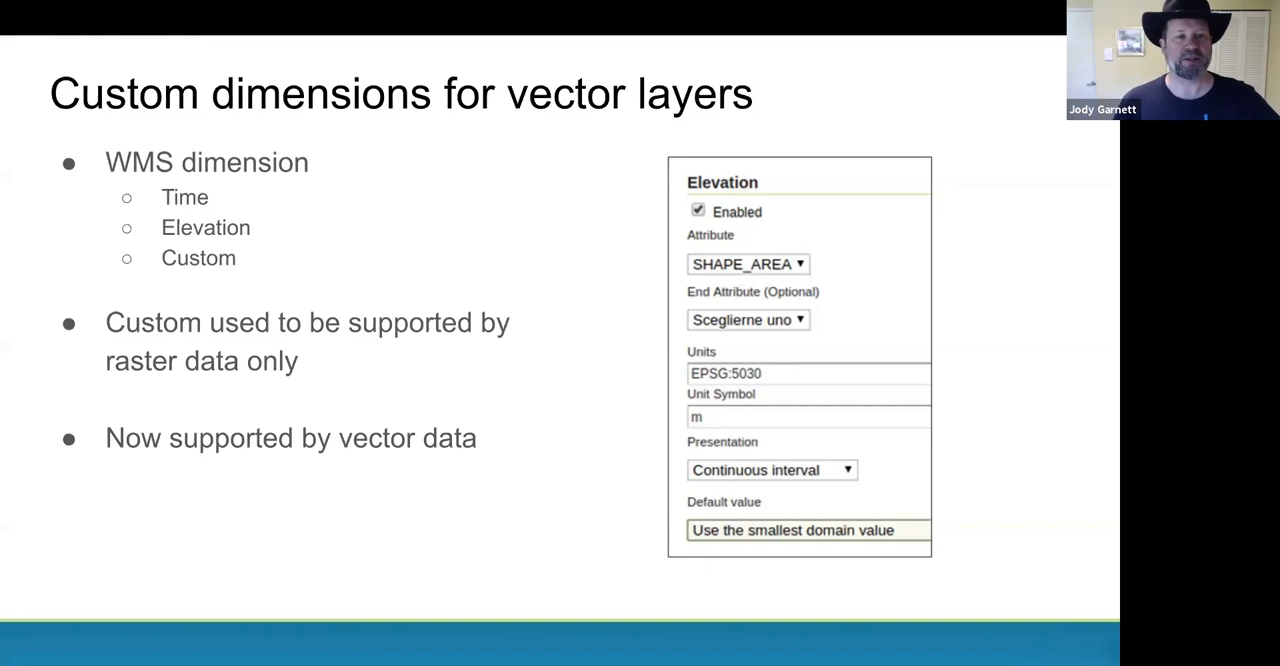 Custom dimensions for vector layers
Jody Garnett
● WMS dimension
○ Time
○ Elevation
○ Custom
● Custom used to be supported by
raster data only
● Now supported by vector data
Elevation
Enabled
Attribute
SHAPE_AREA
End Attribute (Optional)
Sceglierne uno
Units
EPSG:5030
Unit Symbol
m
Presentation
Continuous interval
Default value
Use the smallest domain value